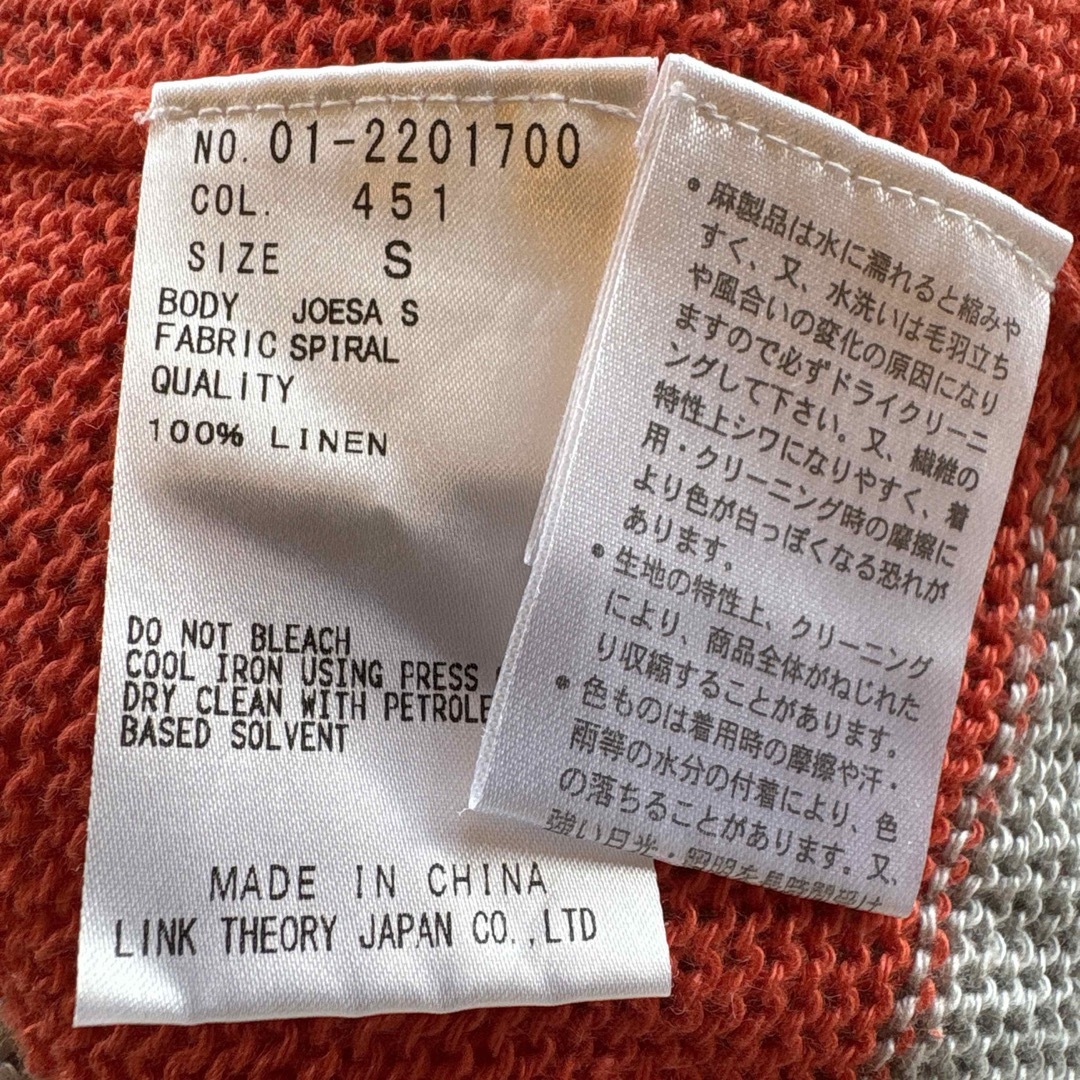 NO. 01-2201700
COL. 451
SIZE S
BODY JOESA S
FABRIC SPIRAL
QUALITY
100% LINEN
DO NOT BLEACH
COOL IRON USING PRESS
DRY CLEAN WITH
BASED SOLVENT
MADE IN CHINA
LINK THEORY JAPAN CO.,LTD
• 麻製品は水に濡れると縮みや
すく、又、水洗いは毛羽立ち
や風合いの変化の原因になり
ますので必ずドライクリーニ
ングして下さい。又、繊維の
特性上シワになりやすく、着
用・クリーニング時の摩擦に
より色が白っぽくなる恐れが
あります。
• 生地の特性上、クリーニング
により、商品全体がねじれた
り収縮することがあります。
• 色ものは着用時の摩擦や汗・
雨等の水分の付着により、色
の落ちることがあります。又、
強い日光・照明を長時間